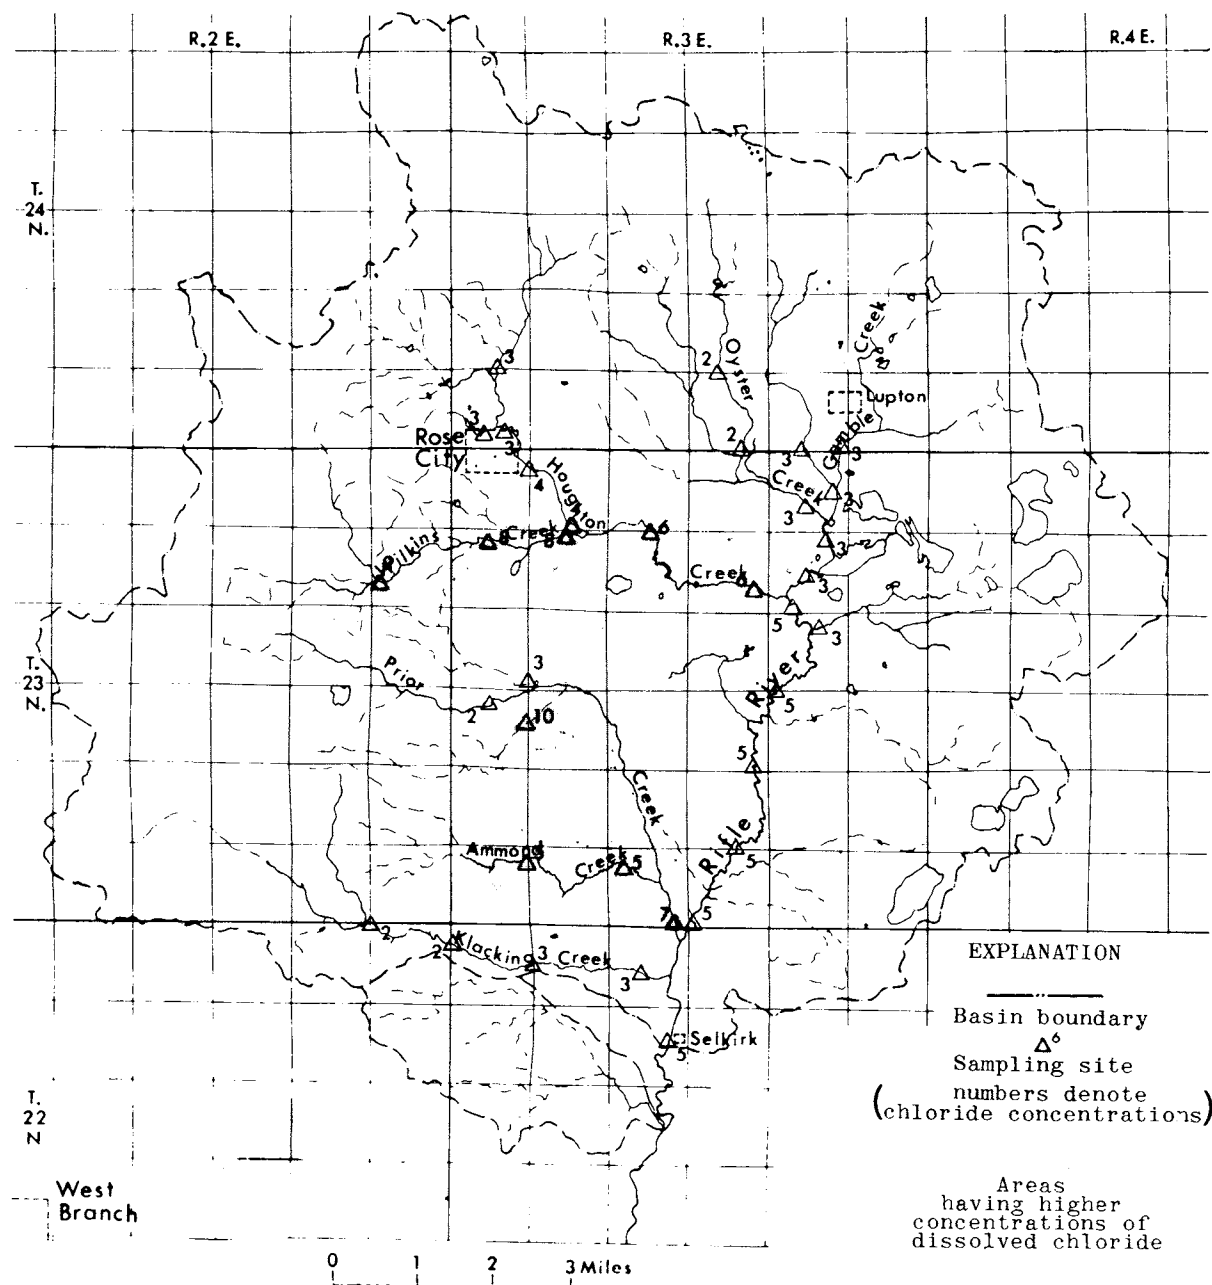 R.2 E.
R.3 E.
R.4 E.
T.
24
N.
3
2
Oyster
Creek
Lupton
3
3
Rose
City
4
2
3
Gamble
3
Creek
3
3
Houghton
Creek
8
8
6
3
Wilkins
Creek
3
5
3
T.
23
N.
Prior
3
2
10
River
5
5
Creek
Rifle
5
Ammond
Creek
5
7
5
2
2
Klacking
3
Creek
3
Selkirk
5
T.
22
N
West
Branch
EXPLANATION
Basin boundary
6
Sampling site
(numbers denote
chloride concentrations)
Areas
having higher
concentrations of
dissolved chloride
0 1 2 3 Miles